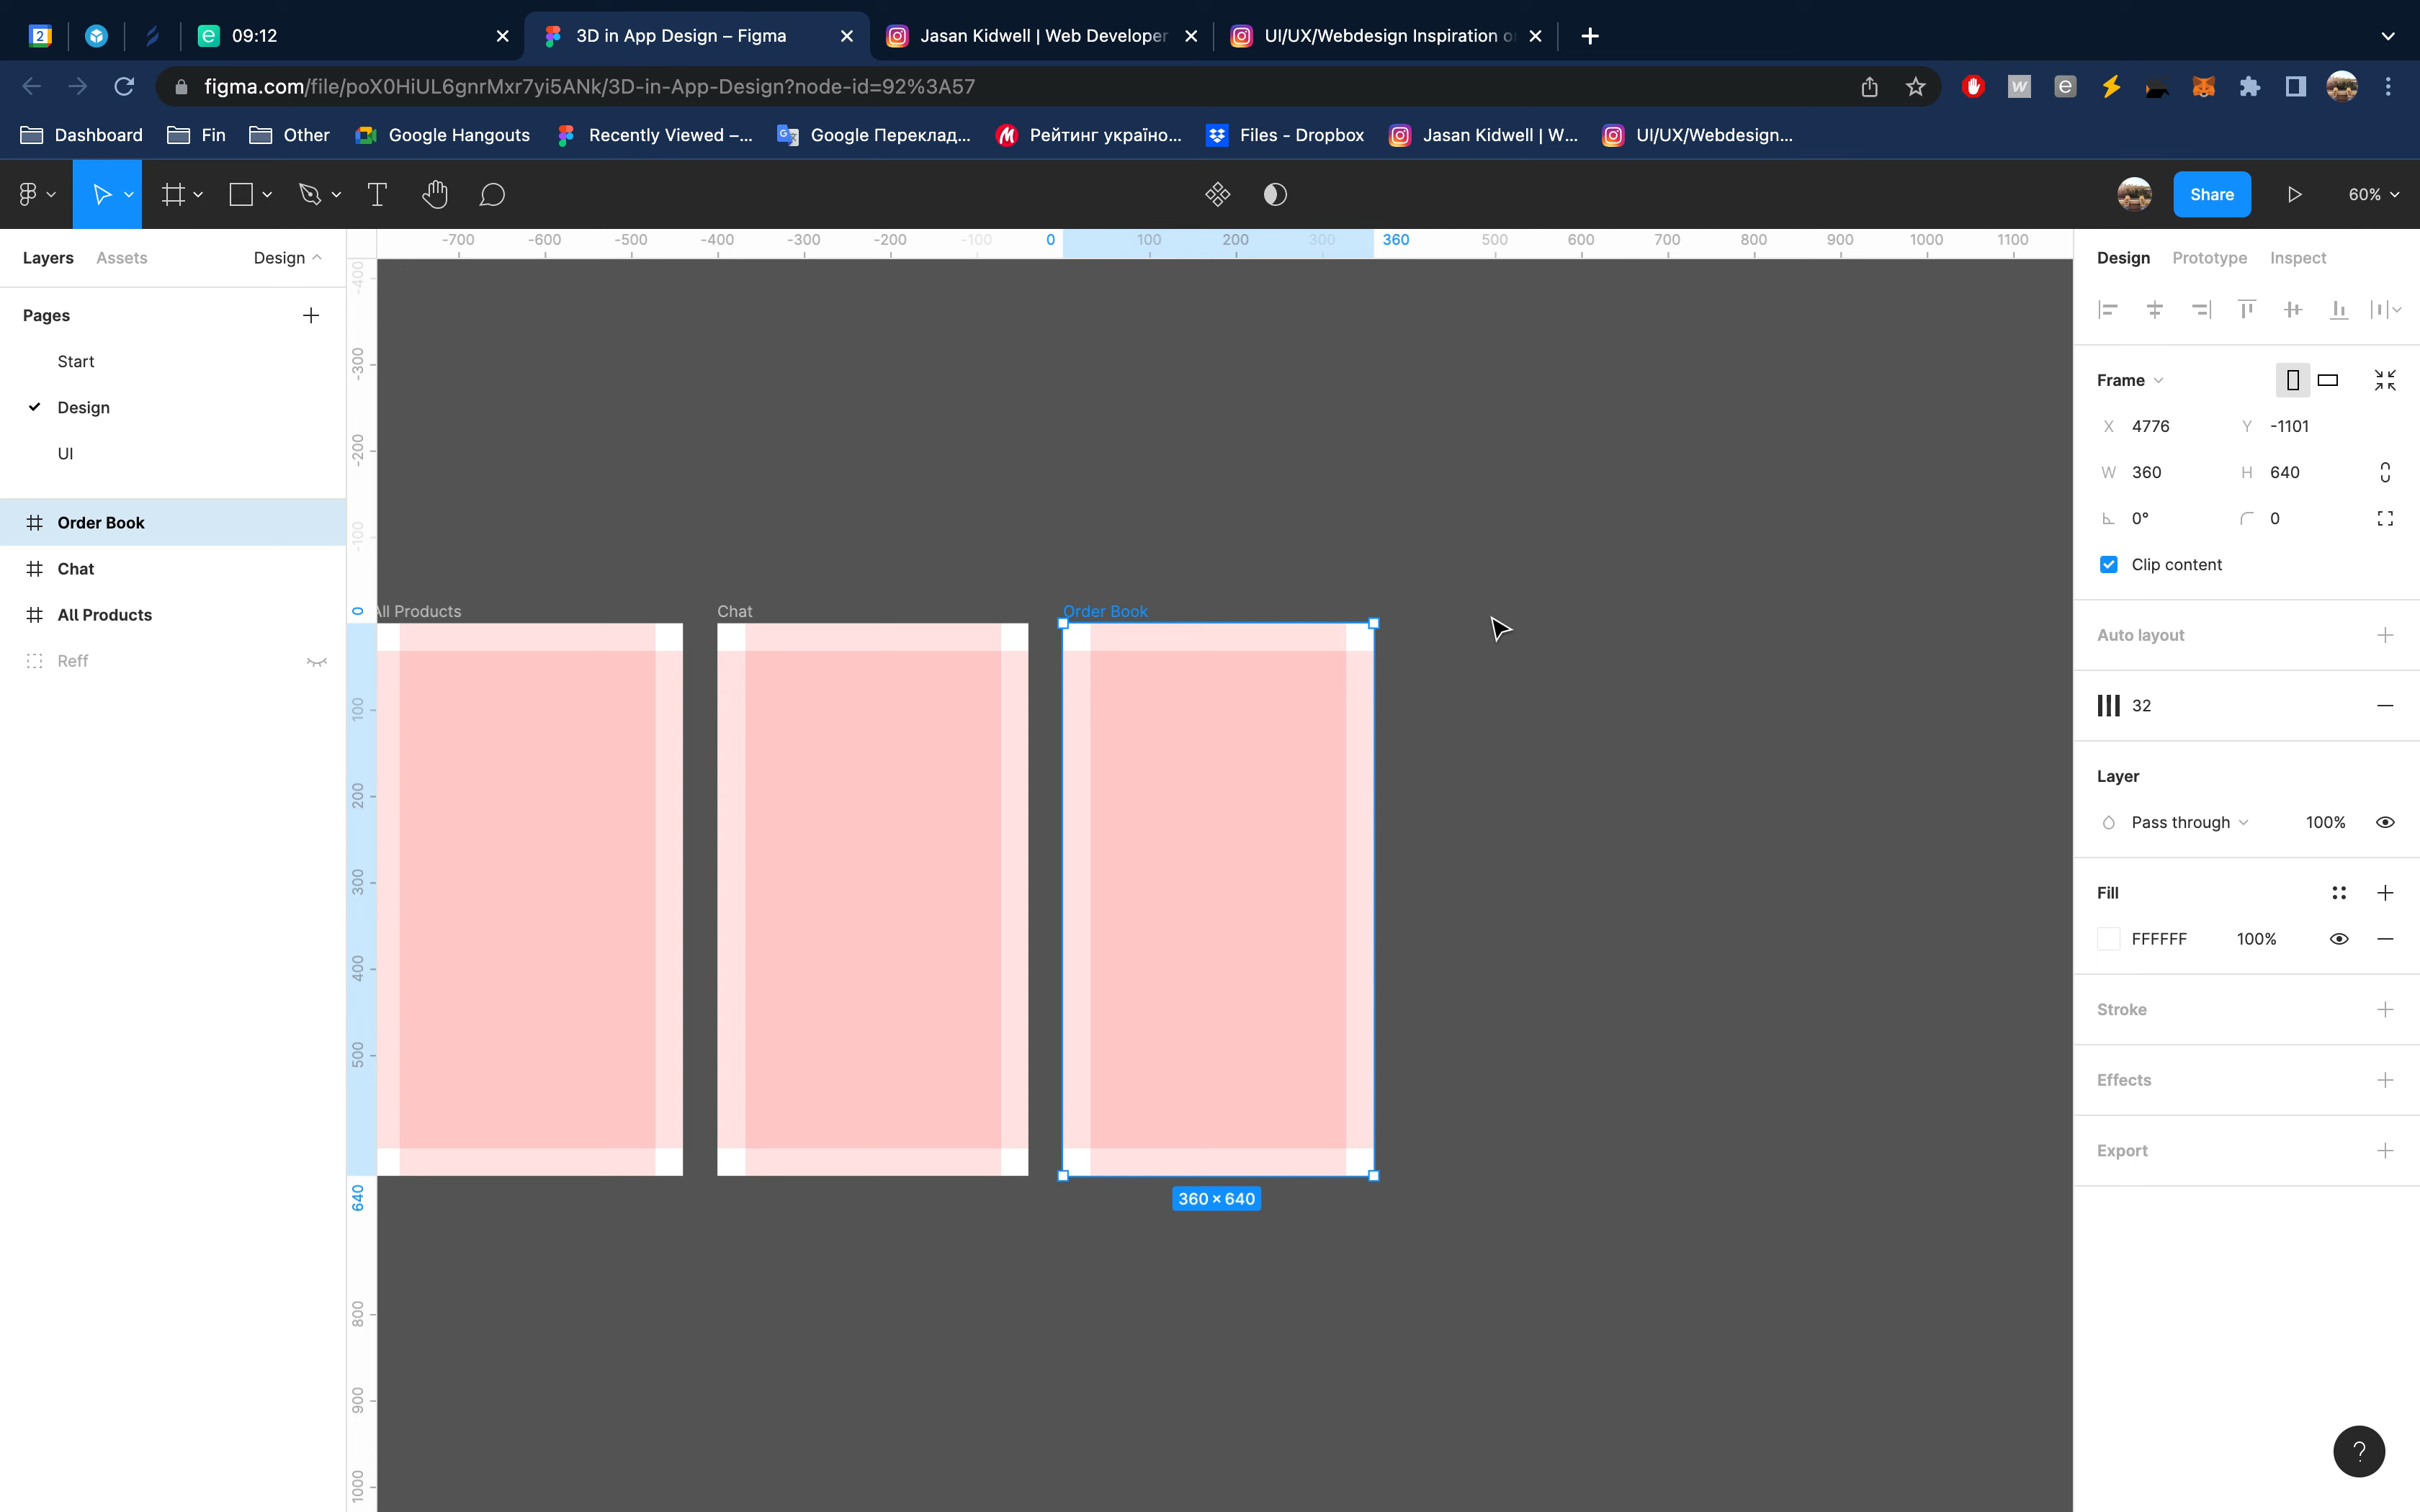 2
09:12
3D in App Design – Figma
Jasan Kidwell | Web Developer
UI/UX/Webdesign Inspiration o
figma.com/file/poX0HiUL6gnrMxr7yi5ANk/3D-in-App-Design?node-id=92%3A57
Dashboard
Fin
Other
Google Hangouts
Recently Viewed –...
Google Переклад...
Рейтинг україно...
Files - Dropbox
Jasan Kidwell | W...
UI/UX/Webdesign...
Share
60%
Layers
Assets
Design
-700 -600 -500 -400 -300 -200 -100 0 100 200 300 360 500 600 700 800 900 1000 1100
Design
Prototype
Inspect
Pages
Start
Design
UI
Order Book
Chat
All Products
Reff
-400
-300
-200
-100
0
100
200
300
400
500
640
800
900
1000
All Products
Chat
Order Book
360 × 640
Frame
X 4776 Y -1101
W 360 H 640
0° 0
Clip content
Auto layout
32
Layer
Pass through 100%
Fill
FFFFFF 100%
Stroke
Effects
Export
?